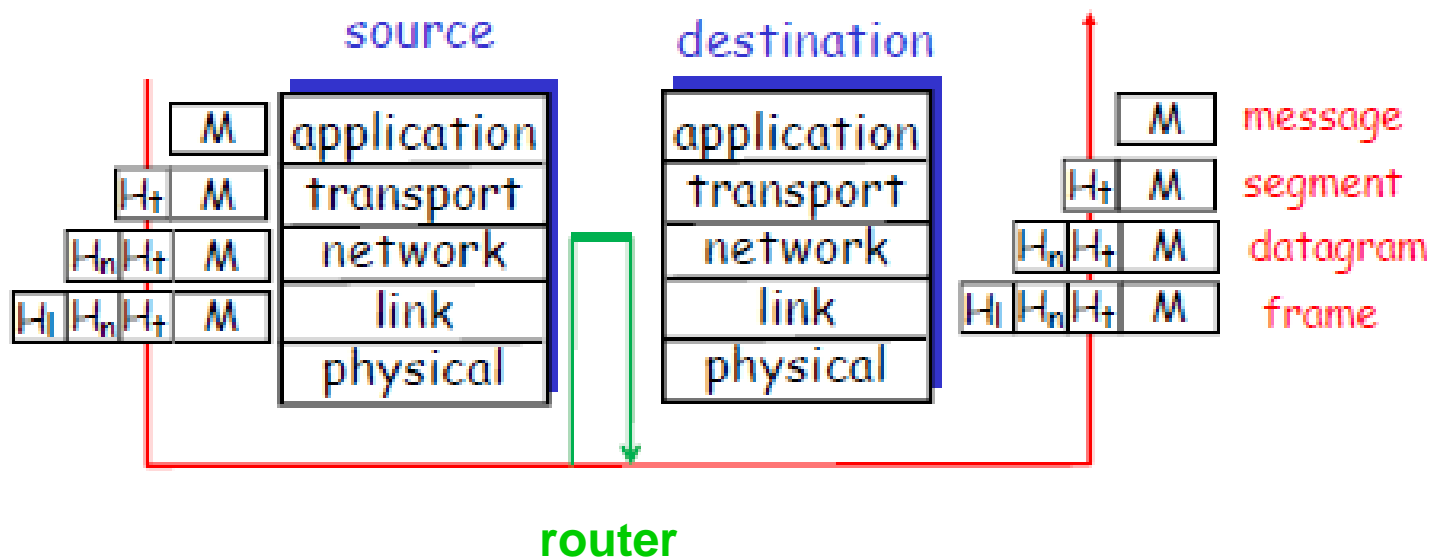 source destination
M application application M message
Ht M transport transport Ht M segment
Hn Ht M network network Hn Ht M datagram
Hl Hn Ht M link link Hl Hn Ht M frame
physical physical
router